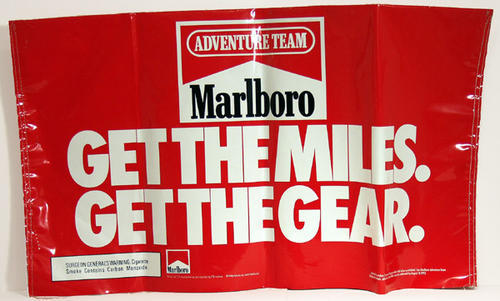 ADVENTURE TEAM
Marlboro
GET THE MILES.
GET THE GEAR.
SURGEON GENERAL'S WARNING: Cigarette
Smoke Contains Carbon Monoxide.
Marlboro